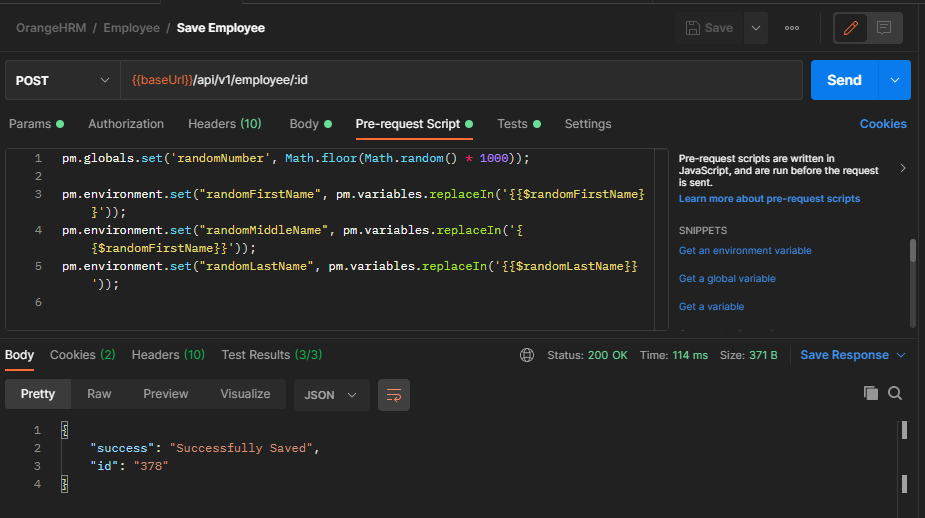 OrangeHRM / Employee / Save Employee
Save
POST
{{baseUrl}}/api/v1/employee/:id
Send
Params Authorization Headers (10) Body Pre-request Script Tests Settings Cookies
1 pm.globals.set('randomNumber', Math.floor(Math.random() * 1000));
2
3 pm.environment.set("randomFirstName", pm.variables.replaceIn('{{$randomFirstName}
}'));
4 pm.environment.set("randomMiddleName", pm.variables.replaceIn('{
{$randomFirstName}}'));
5 pm.environment.set("randomLastName", pm.variables.replaceIn('{{$randomLastName}}
'));
6
Pre-request scripts are written in
JavaScript, and are run before the request
is sent.
Learn more about pre-request scripts
SNIPPETS
Get an environment variable
Get a global variable
Get a variable
Body Cookies (2) Headers (10) Test Results (3/3) Status: 200 OK Time: 114 ms Size: 371 B Save Response
Pretty Raw Preview Visualize JSON
1 {
2 "success": "Successfully Saved",
3 "id": "378"
4 }